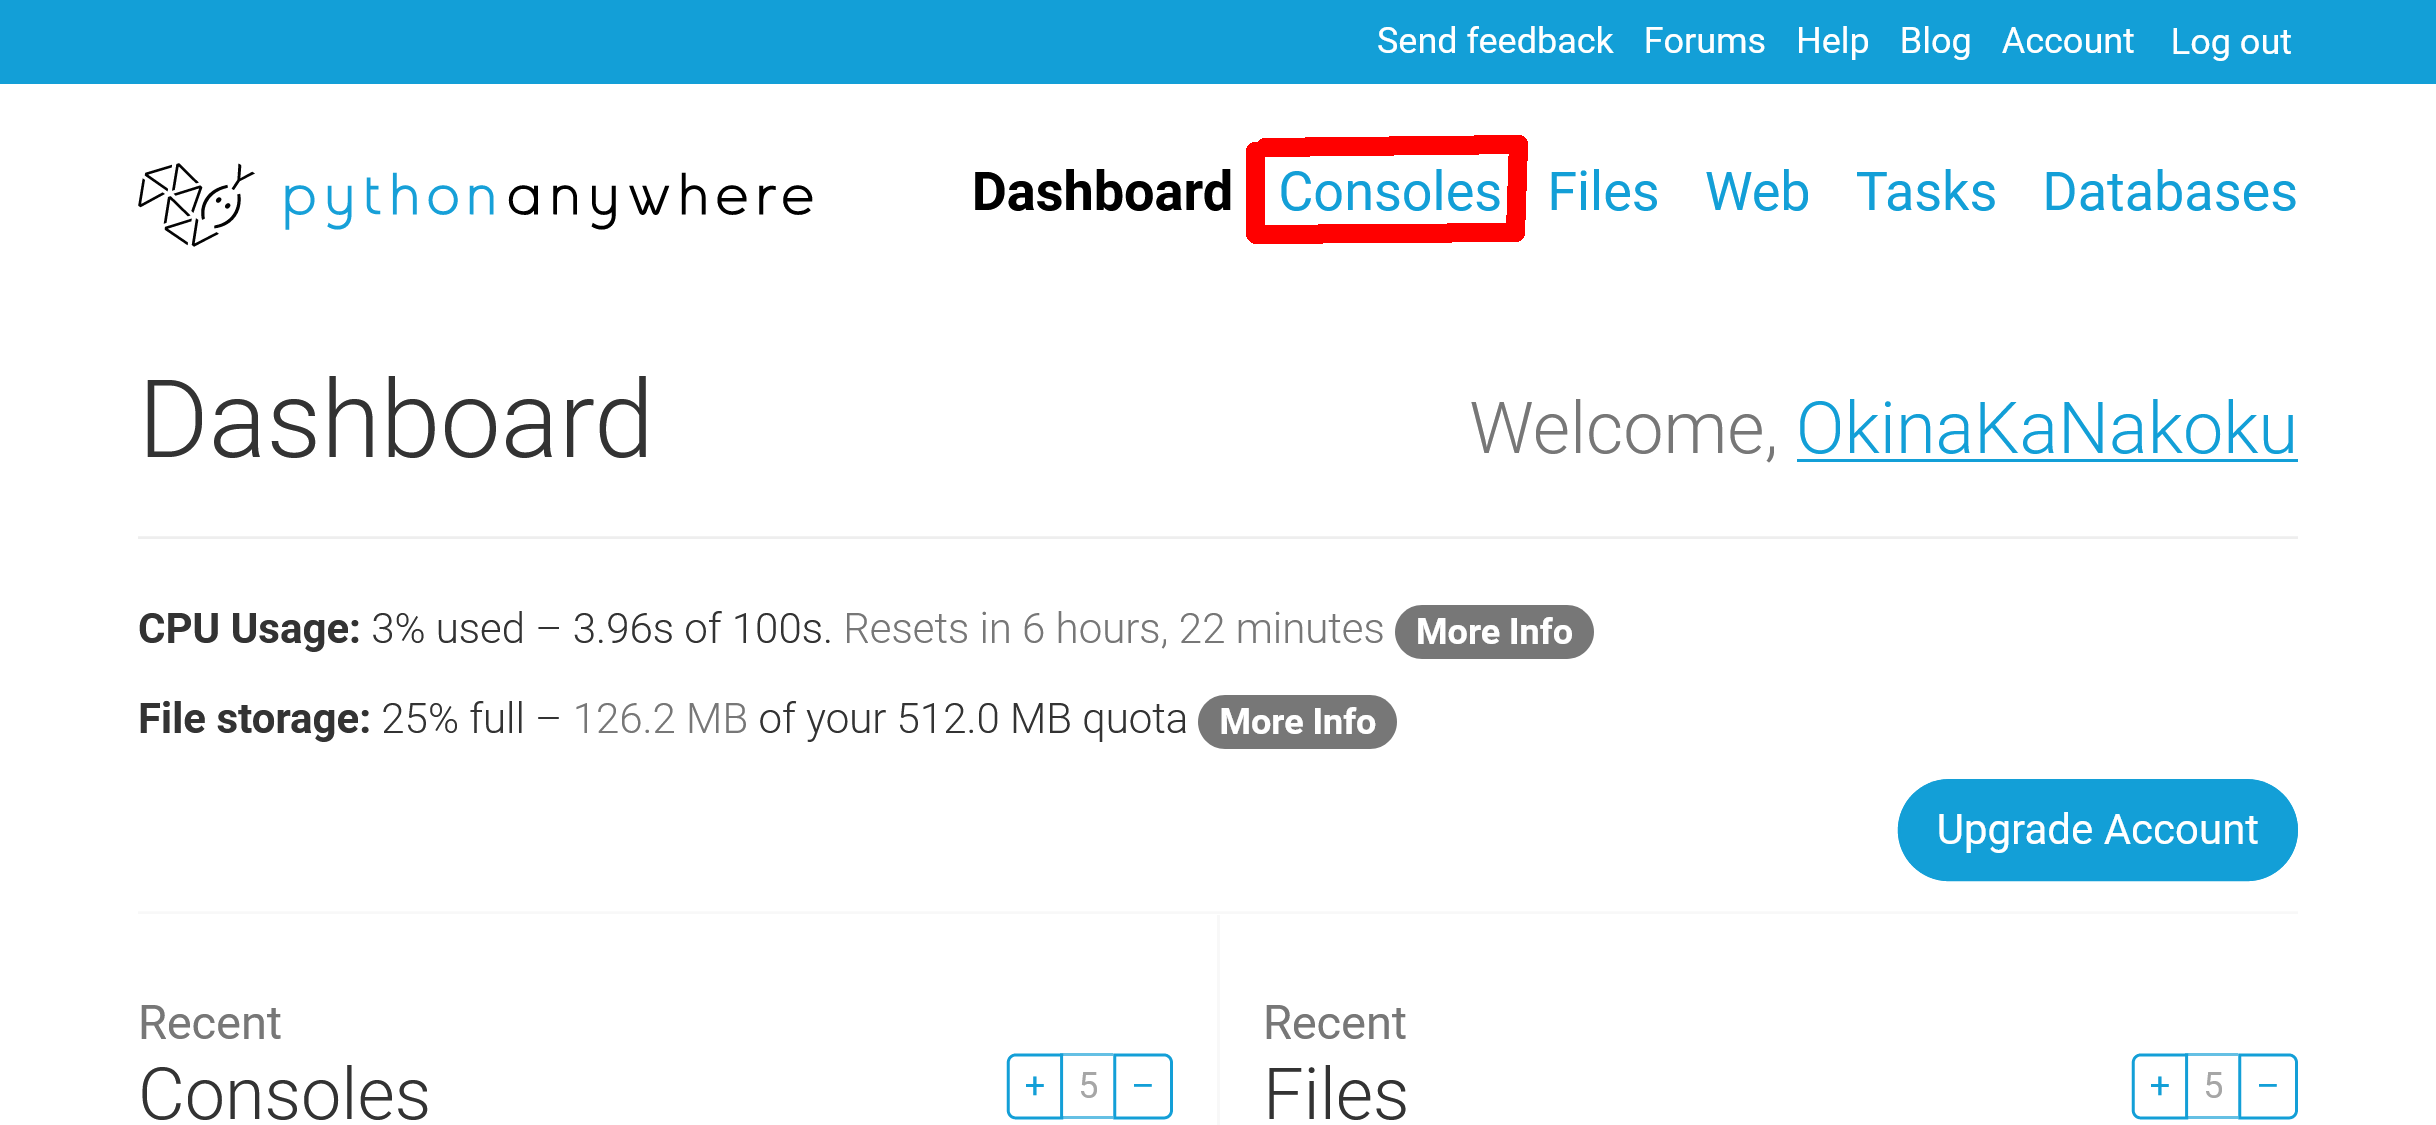 Send feedback Forums Help Blog Account Log out
pythonanywhere
Dashboard Consoles Files Web Tasks Databases
Dashboard
Welcome, OkinaKaNakoku
CPU Usage: 3% used – 3.96s of 100s. Resets in 6 hours, 22 minutes More Info
File storage: 25% full – 126.2 MB of your 512.0 MB quota More Info
Upgrade Account
Recent
Consoles
+ 5 −
Recent
Files
+ 5 −